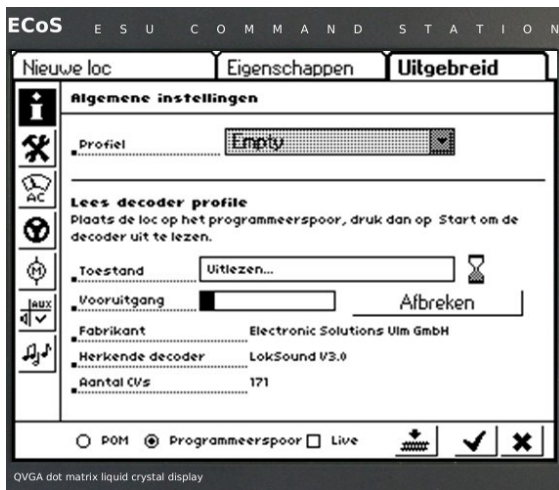 ECoS ESU COMMAND STATION
Nieuwe loc Eigenschappen Uitgebreid
Algemene instellingen
Profiel Empty
AC
Lees decoder profile
Plaats de loc op het programmeerspoor, druk dan op Start om de
decoder uit te lezen.
Toestand Uitlezen...
M
Vooruitgang Afbreken
AUX
Fabrikant Electronic Solutions Ulm GmbH
Herkende decoder LokSound V3.0
Aantal CVs 171
POM Programmeerspoor Live
QVGA dot matrix liquid crystal display